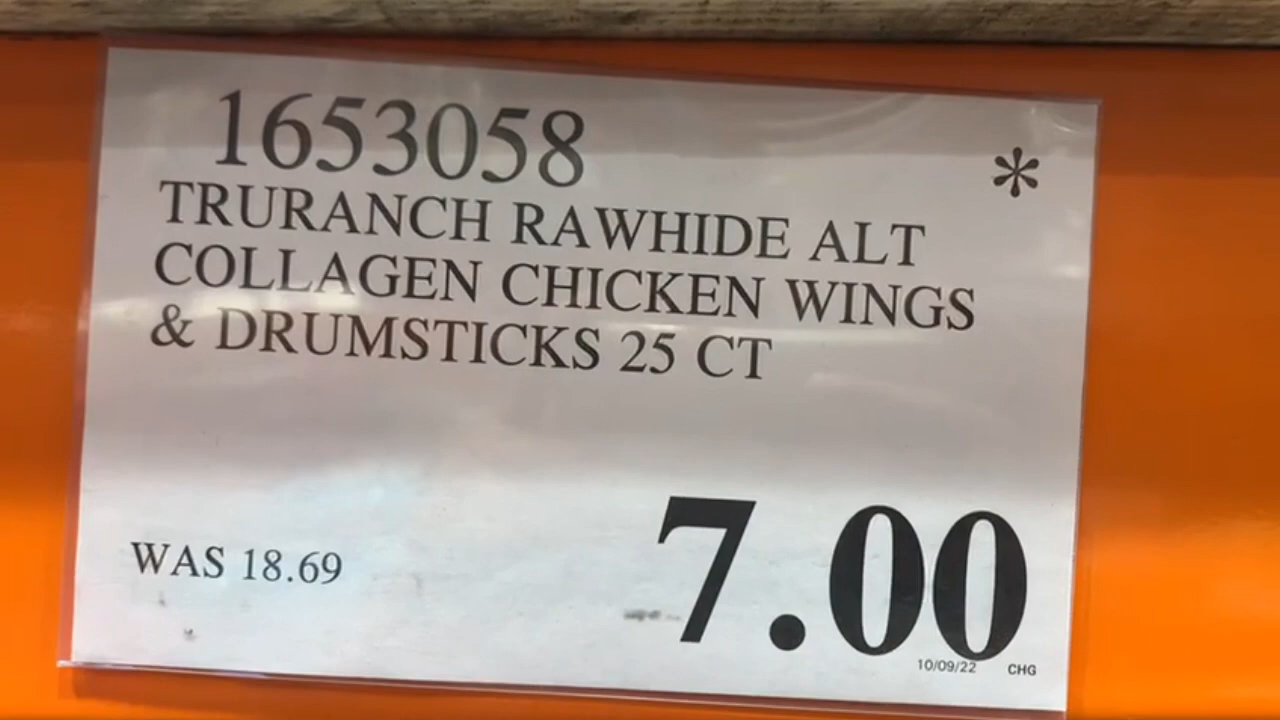 1653058
*
TRURANCH RAWHIDE ALT
COLLAGEN CHICKEN WINGS
& DRUMSTICKS 25 CT
WAS 18.69
7.00
10/09/22 CHG